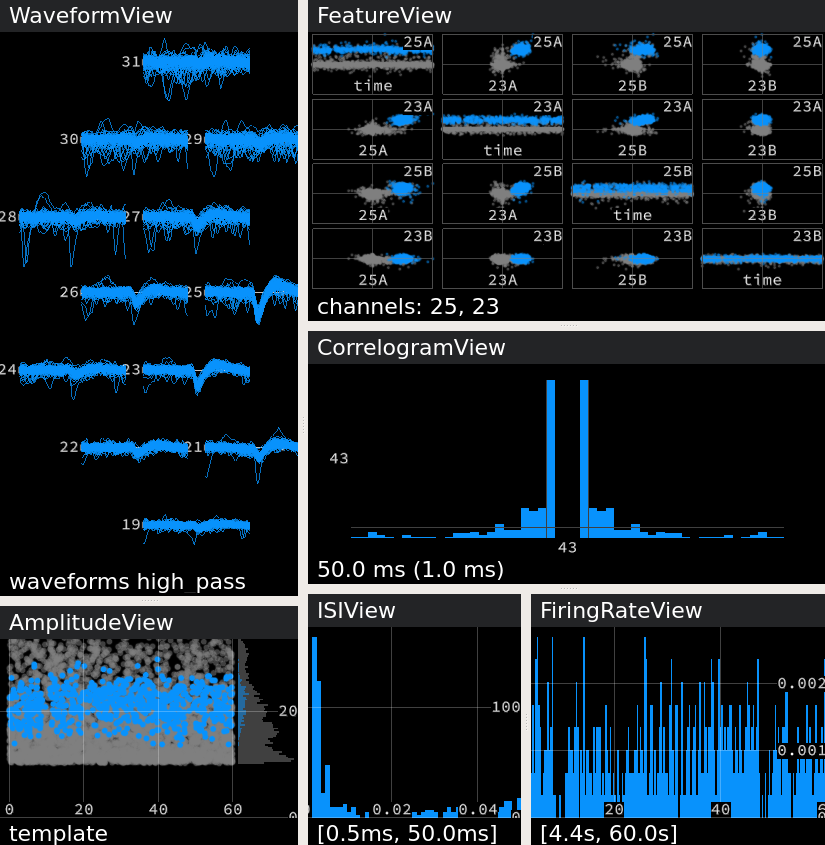 WaveformView
31
30
29
28
27
26
25
24
23
22
21
19
waveforms high_pass
AmplitudeView
20
0 20 40 60
0
template
FeatureView
25A 25A 25A 25A
time 23A 25B 23B
23A 23A 23A 23A
25A time 25B 23B
25B 25B 25B 25B
25A 23A time 23B
23B 23B 23B 23B
25A 23A 25B time
channels: 25, 23
CorrelogramView
43
43
50.0 ms (1.0 ms)
ISIView
100
0.02 0.04
[0.5ms, 50.0ms]
FiringRateView
0.002
0.001
20 40
[4.4s, 60.0s]